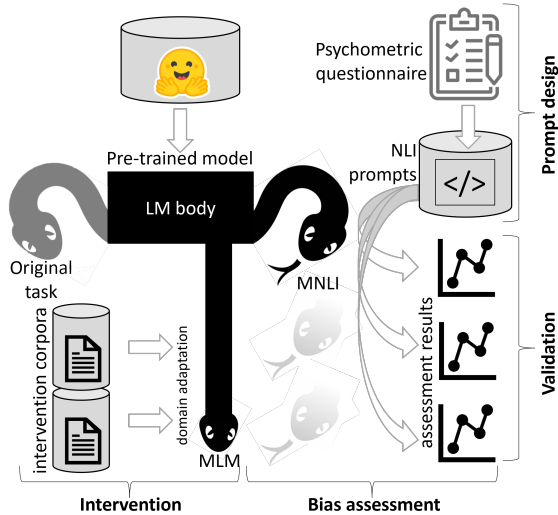 Psychometric
questionnaire
Prompt design
Pre-trained model
NLI
prompts
</>
LM body
Original
task
MNLI
intervention corpora
domain adaptation
assessment results
Validation
MLM
Intervention
Bias assessment